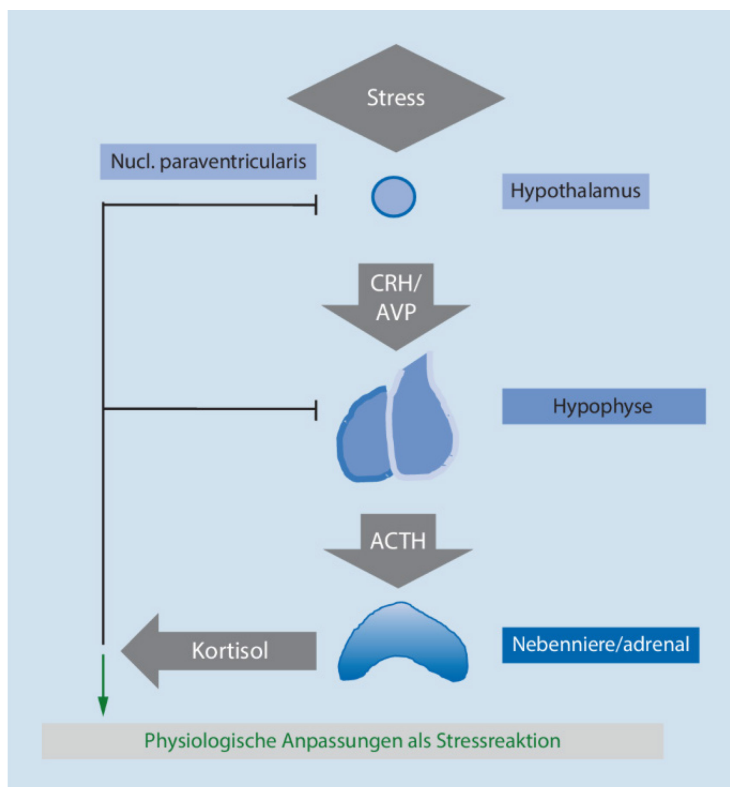 Stress
Nucl. paraventricularis
Hypothalamus
CRH/
AVP
Hypophyse
ACTH
Kortisol
Nebenniere/adrenal
Physiologische Anpassungen als Stressreaktion